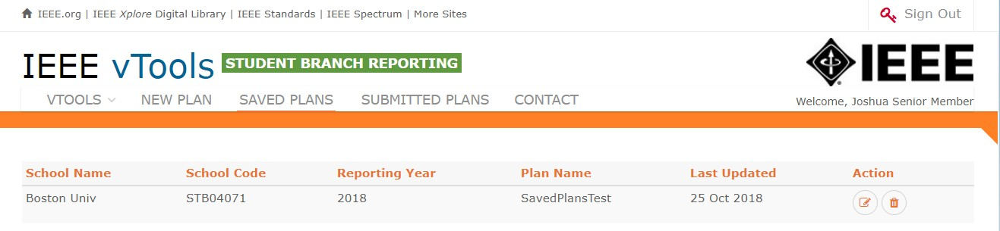 IEEE.org | IEEE Xplore Digital Library | IEEE Standards | IEEE Spectrum | More Sites
Sign Out
IEEE vTools STUDENT BRANCH REPORTING
IEEE
VTOOLS NEW PLAN SAVED PLANS SUBMITTED PLANS CONTACT
Welcome, Joshua Senior Member
School Name School Code Reporting Year Plan Name Last Updated Action
Boston Univ STB04071 2018 SavedPlansTest 25 Oct 2018